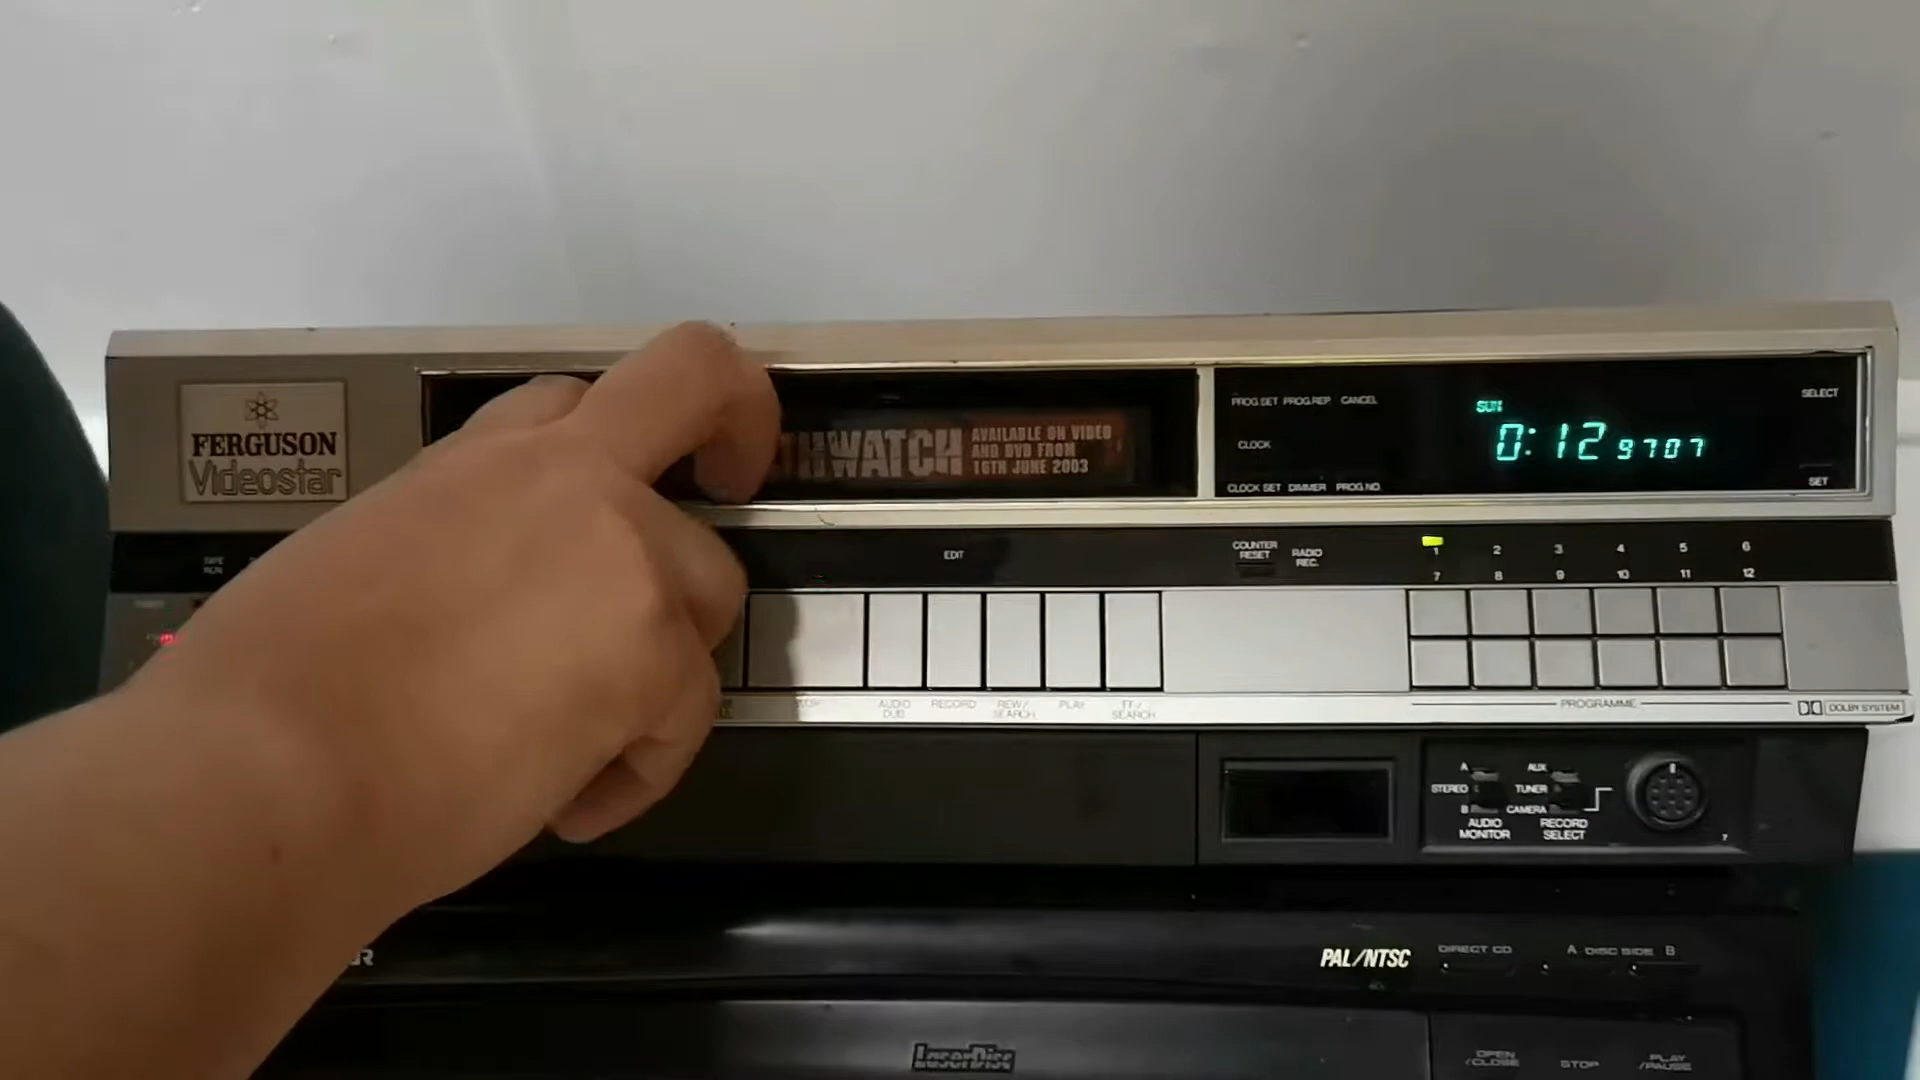 FERGUSON
Videostar
THWATCH
AVAILABLE ON VIDEO
AND DVD FROM
16TH JUNE 2003
PROG.SET PROG.REP. CANCEL
CLOCK
CLOCK SET DIMMER PROG.NO.
SUN
0:12 9707
SELECT
SET
EDIT
COUNTER
RESET
RADIO
REC.
1 2 3 4 5 6
7 8 9 10 11 12
AUDIO
DUB
RECORD
REW/
SEARCH
PLAY
FF/
SEARCH
PROGRAMME
DOLBY SYSTEM
A
STEREO
B
AUDIO
MONITOR
AUX
TUNER
CAMERA
RECORD
SELECT
R
PAL/NTSC
DIRECT CD
A DISC SIDE B
LaserDisc
OPEN
/CLOSE
STOP
PLAY
/PAUSE